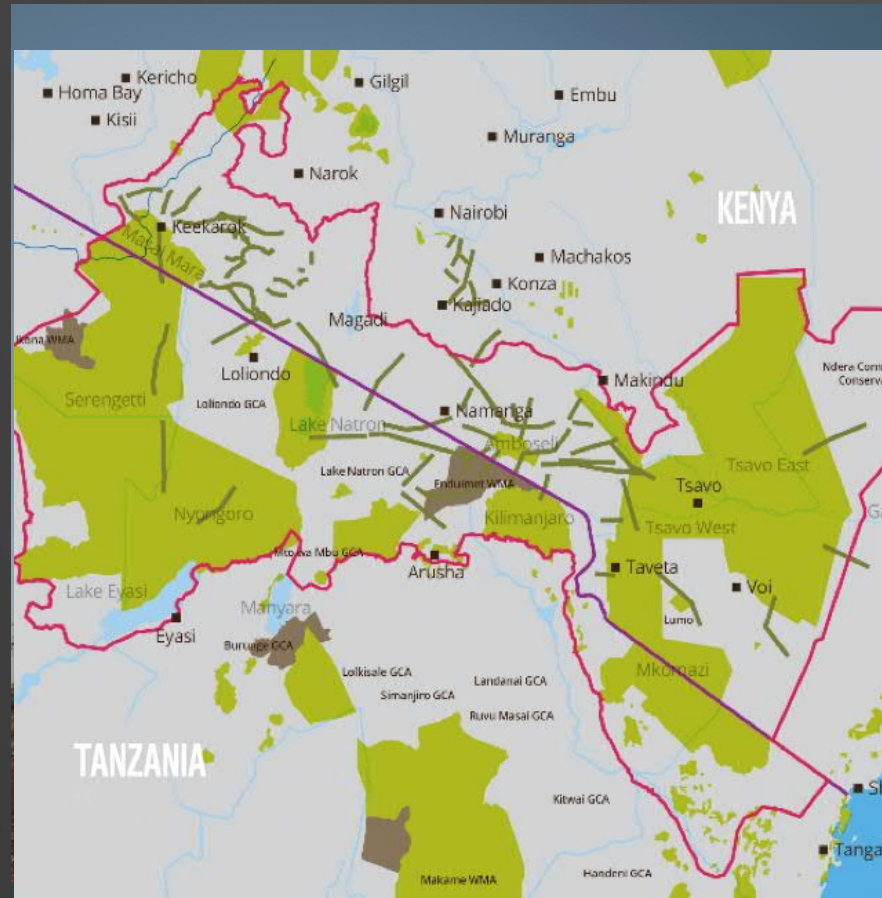 Kericho
Gilgil
Homa Bay
Embu
Kisii
Muranga
Narok
KENYA
Nairobi
Keekarok
Masai Mara
Machakos
Konza
Kajiado
Magadi
Ikona WMA
Loliondo
Makindu
Serengetti
Loliondo GCA
Namanga
Lake Natron
Amboseli
Tsavo East
Lake Natron GCA
Enduimet WMA
Tsavo
Nyongoro
Kilimanjaro
Tsavo West
Mto wa Mbu GCA
Arusha
Taveta
Lake Eyasi
Voi
Manyara
Lumo
Eyasi
Burunge GCA
Mkomazi
Lolkisale GCA
Landanai GCA
Simanjiro GCA
Ruvu Masai GCA
TANZANIA
Kitwai GCA
Tanga
Handeni GCA
Makame WMA